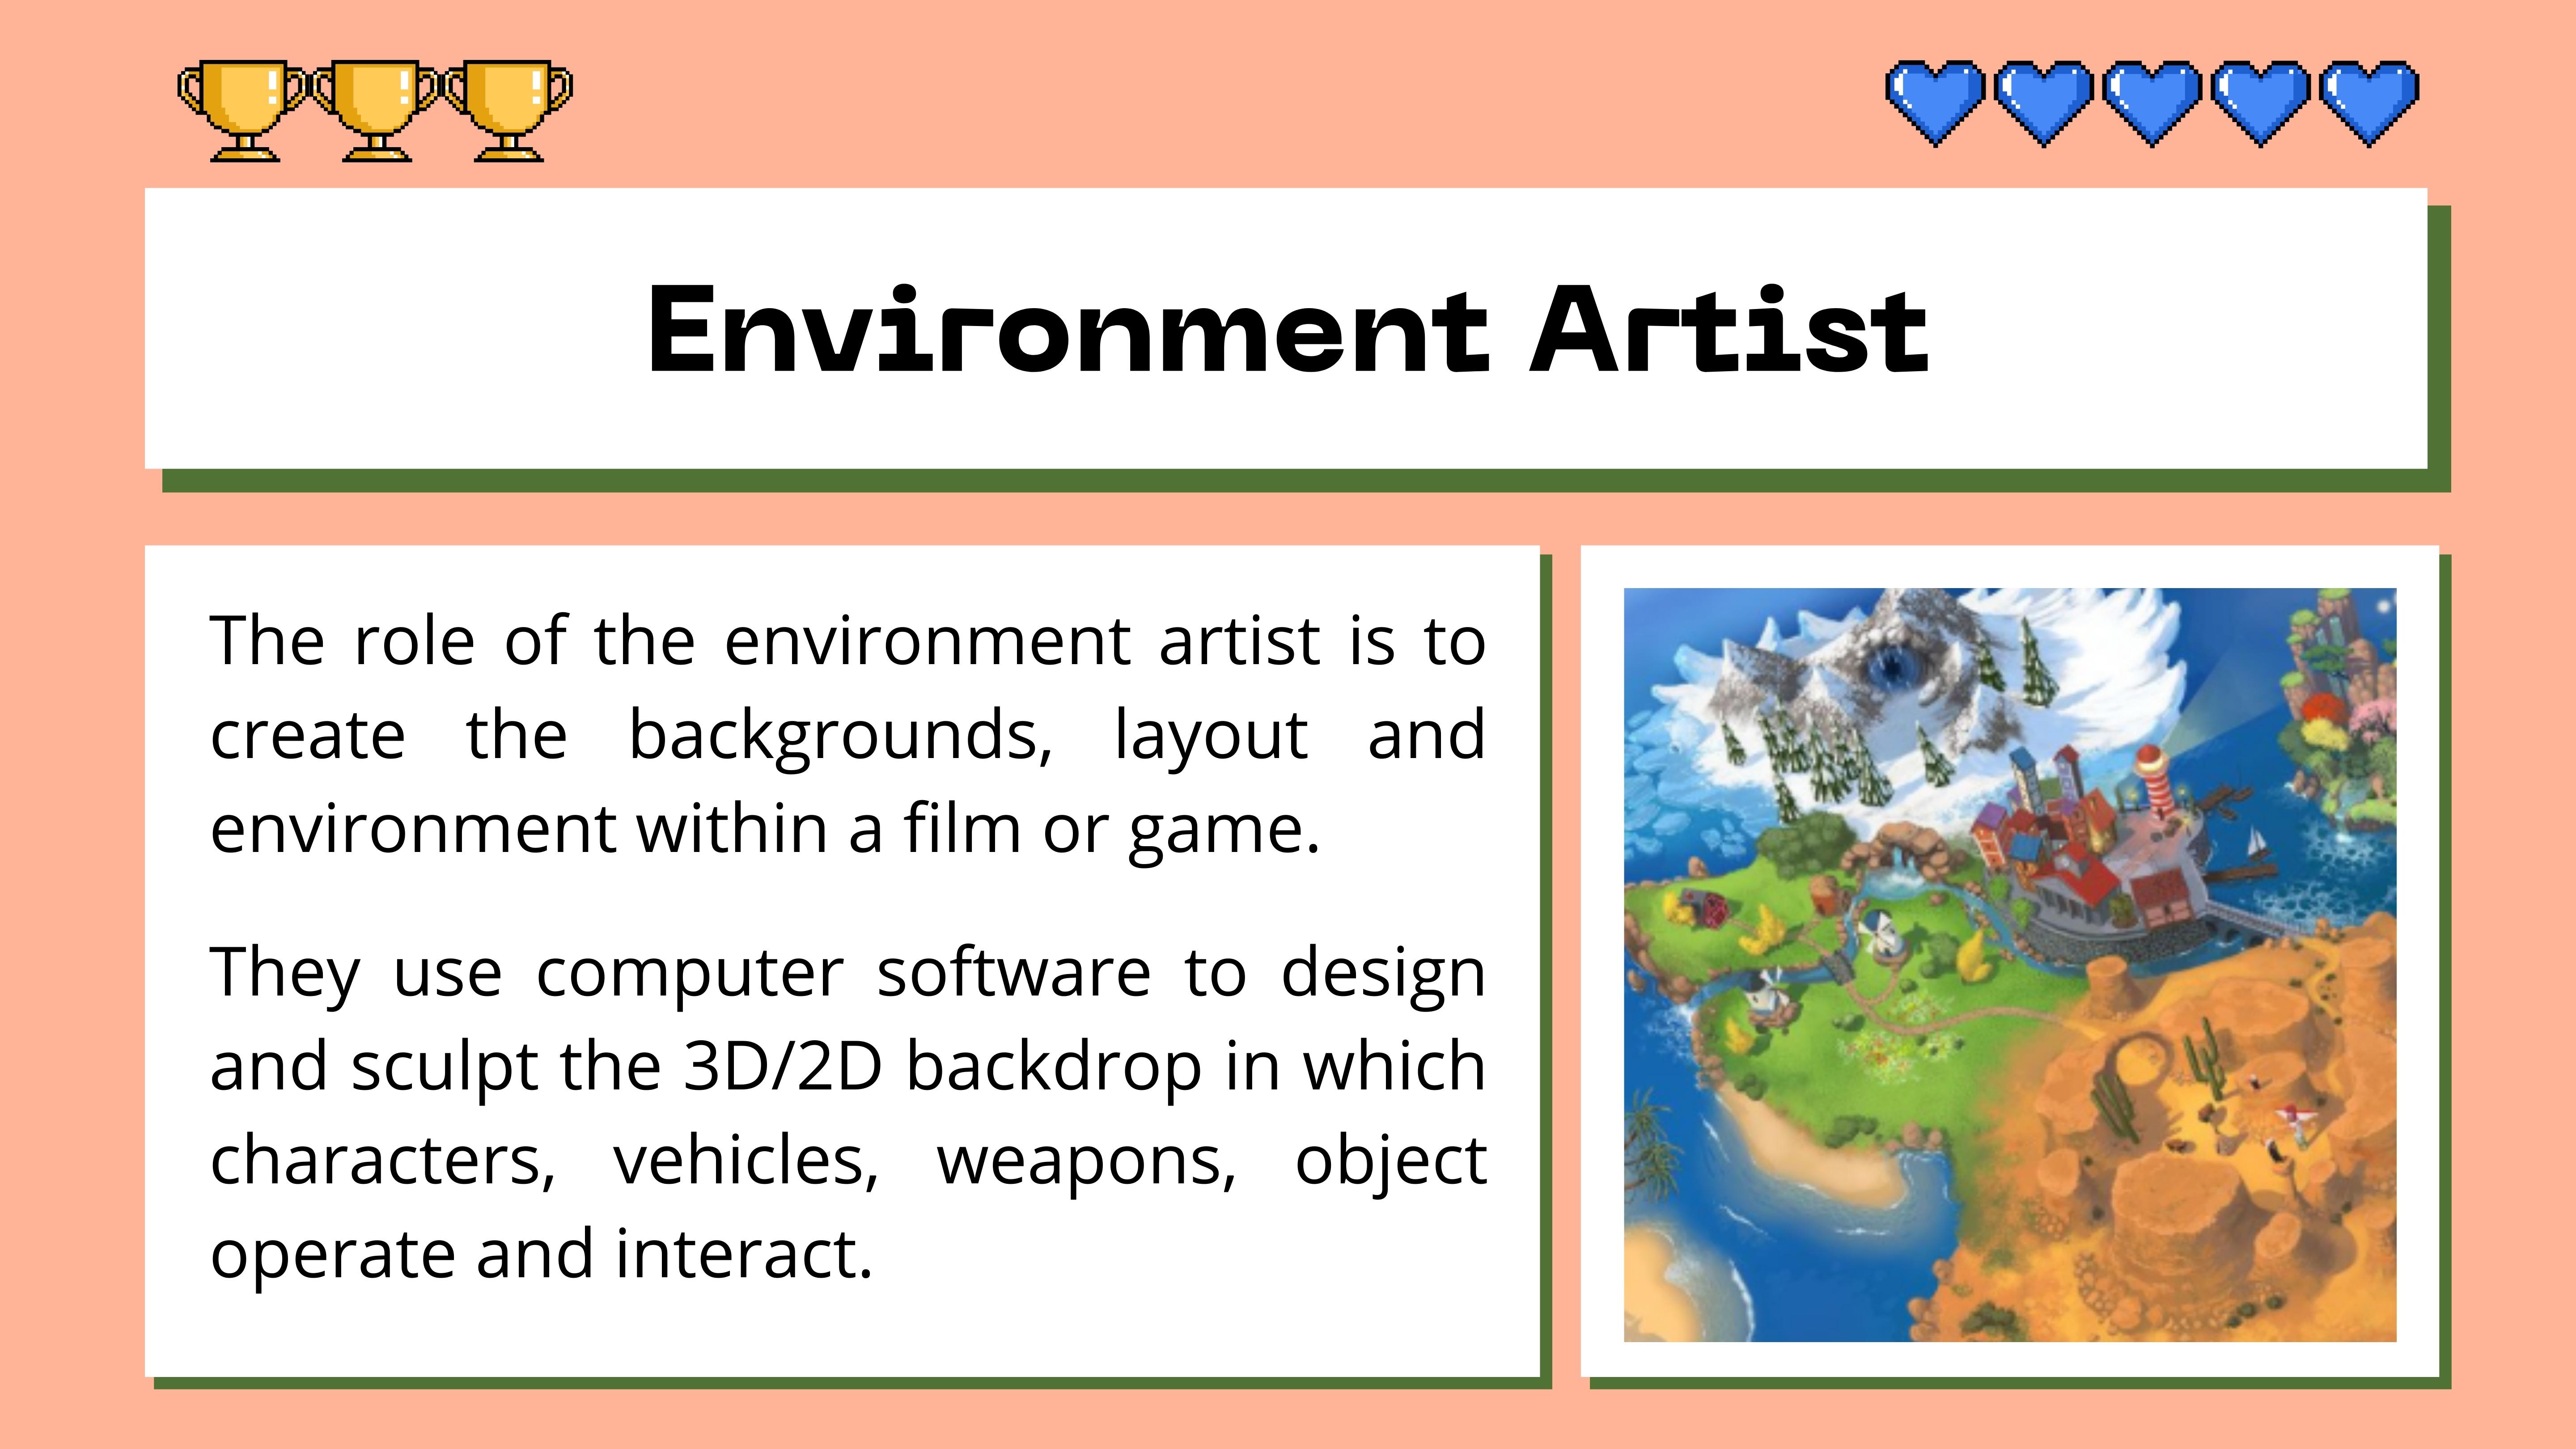 Environment Artist
The role of the environment artist is to
create the backgrounds, layout and
environment within a film or game.
They use computer software to design
and sculpt the 3D/2D backdrop in which
characters, vehicles, weapons, object
operate and interact.